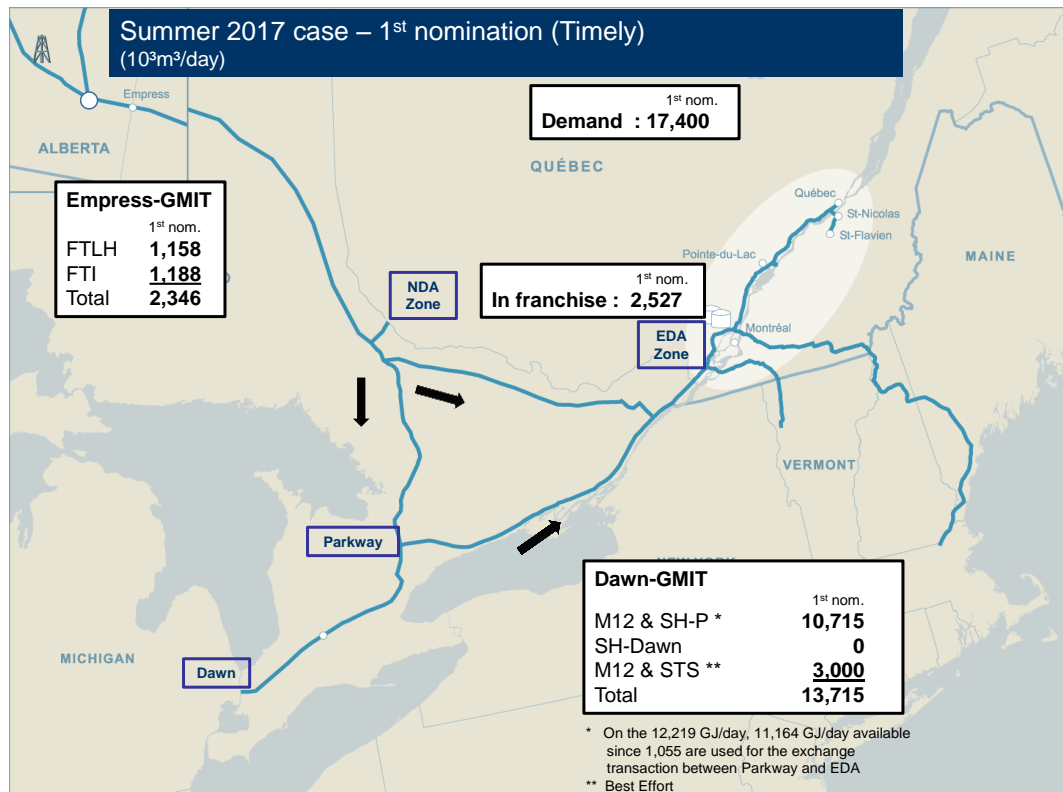 Summer 2017 case – 1st nomination (Timely)
(10³m³/day)
Empress
1st nom.
Demand : 17,400
ALBERTA
QUÉBEC
Empress-GMIT
1st nom.
FTLH 1,158
FTI 1,188
Total 2,346
Québec
St-Nicolas
St-Flavien
Pointe-du-Lac
MAINE
NDA
Zone
1st nom.
In franchise : 2,527
EDA
Zone
Montréal
VERMONT
Parkway
NEW YORK
Dawn-GMIT
1st nom.
M12 & SH-P * 10,715
SH-Dawn 0
M12 & STS ** 3,000
Total 13,715
MICHIGAN
Dawn
* On the 12,219 GJ/day, 11,164 GJ/day available
since 1,055 are used for the exchange
transaction between Parkway and EDA
** Best Effort